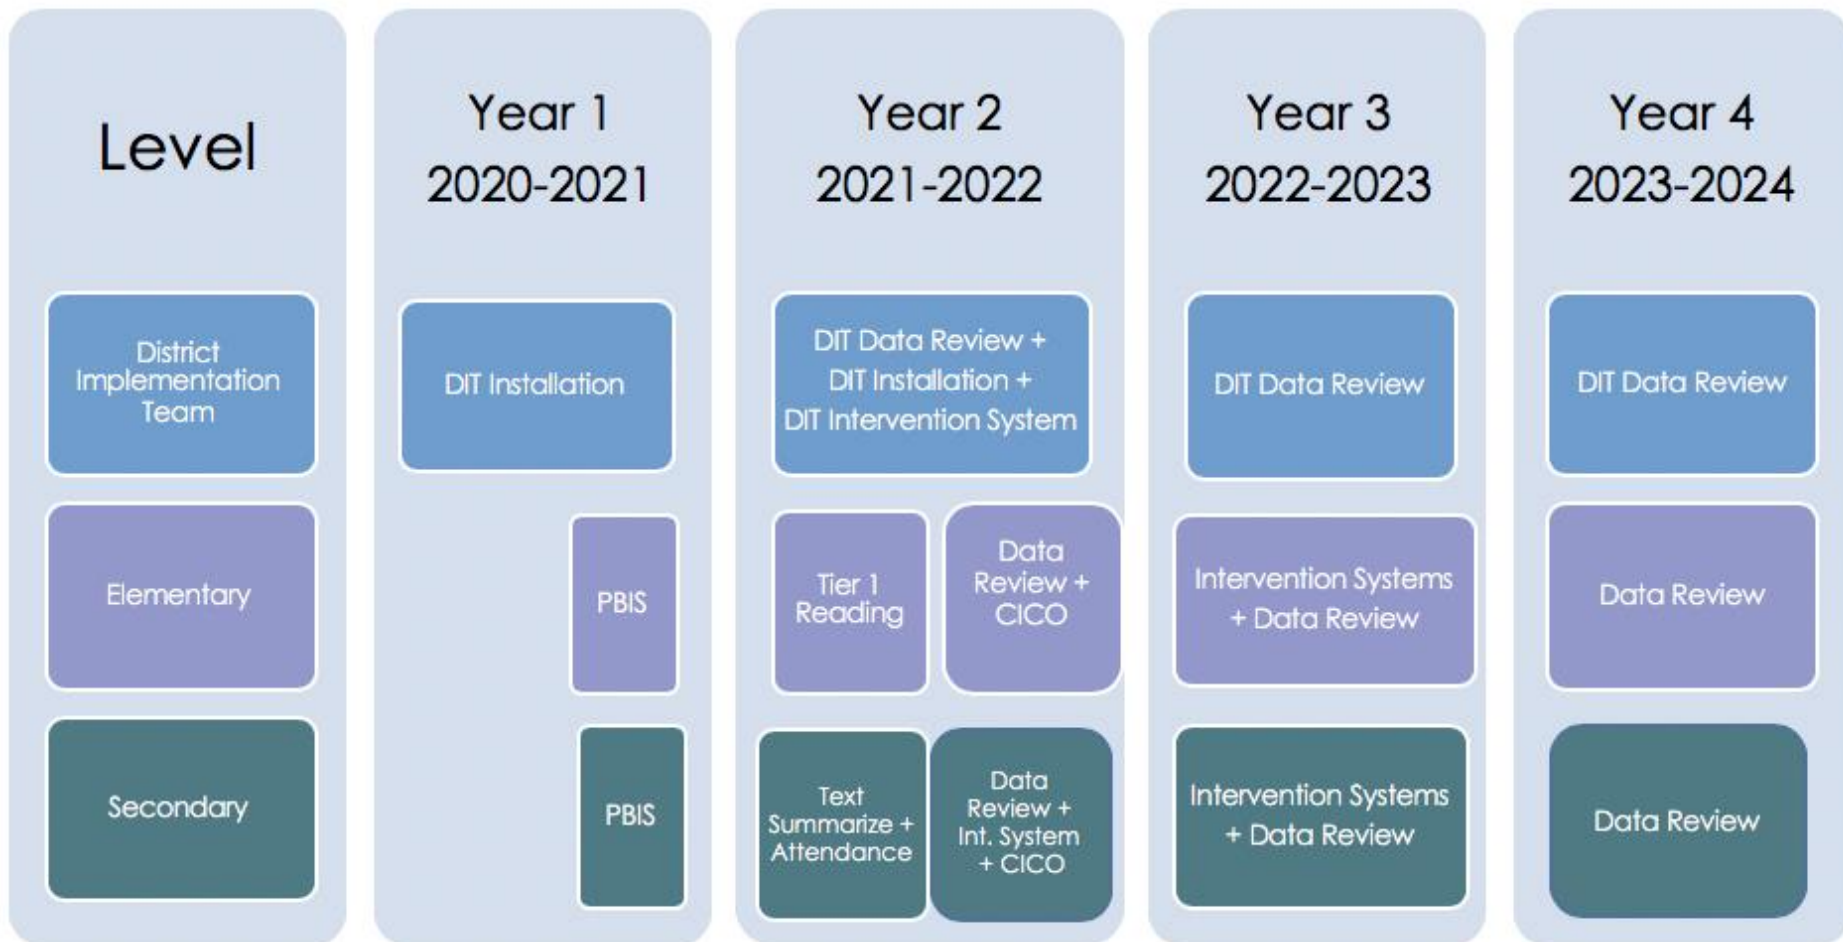 Level
Year 1
2020-2021
Year 2
2021-2022
Year 3
2022-2023
Year 4
2023-2024
District
Implementation
Team
DIT Installation
DIT Data Review +
DIT Installation +
DIT Intervention System
DIT Data Review
DIT Data Review
Elementary
PBIS
Tier 1
Reading
Data
Review +
CICO
Intervention Systems
+ Data Review
Data Review
Secondary
PBIS
Text
Summarize +
Attendance
Data
Review +
Int. System
+ CICO
Intervention Systems
+ Data Review
Data Review